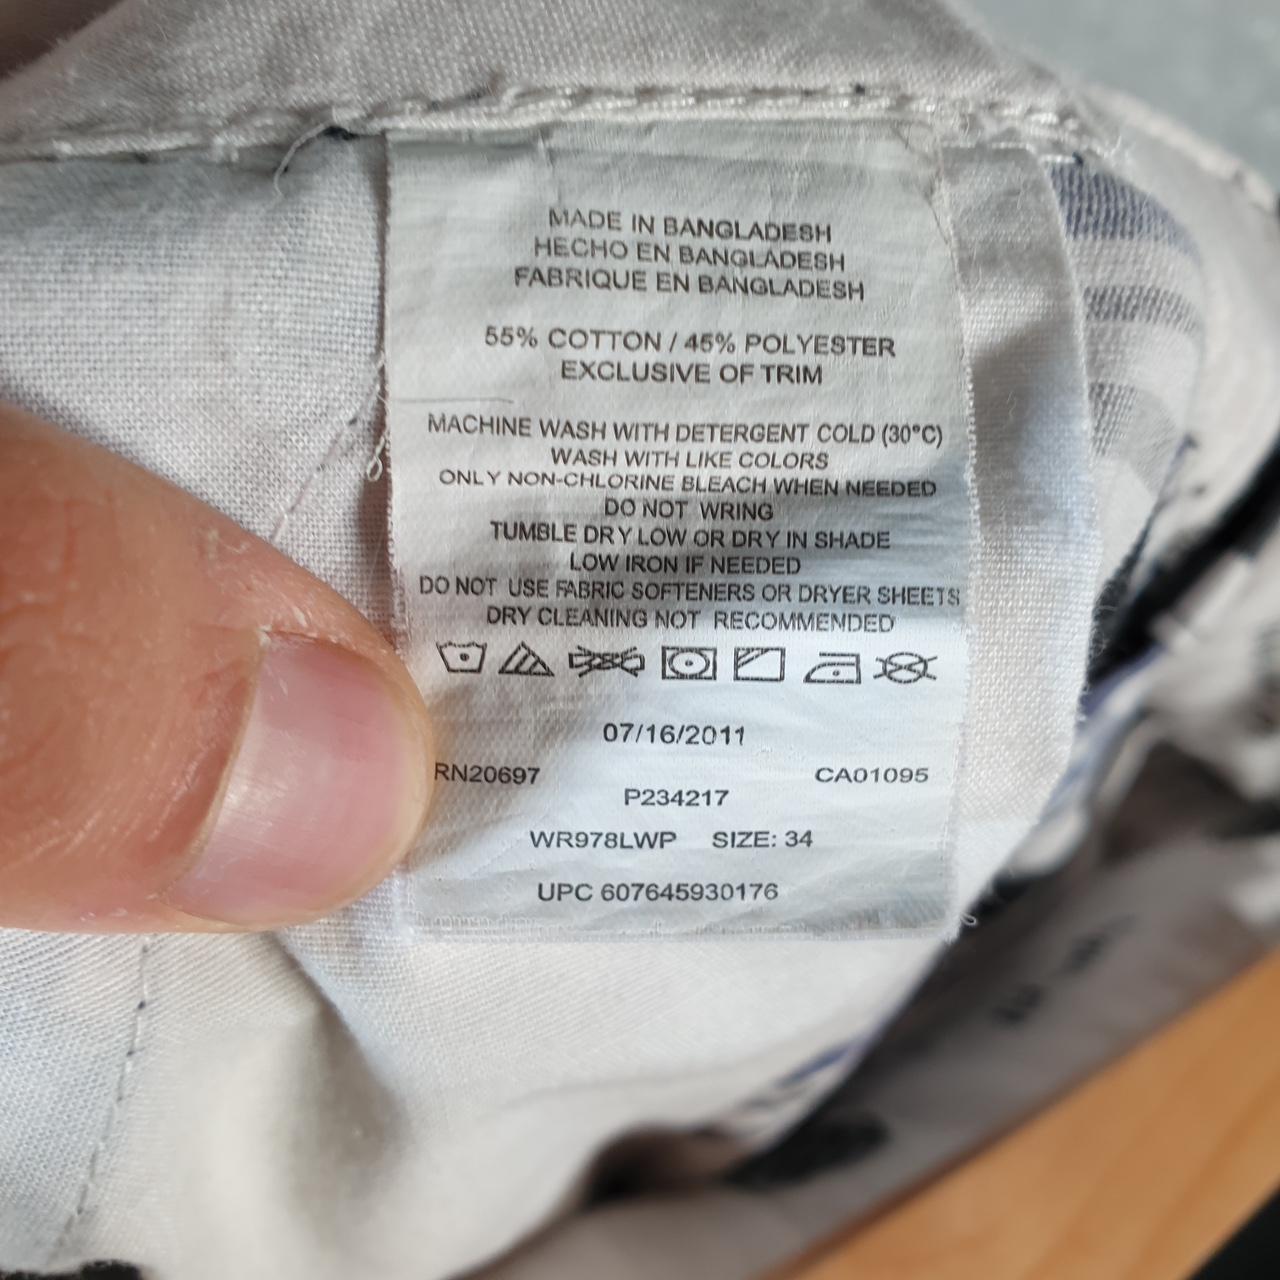 MADE IN BANGLADESH
HECHO EN BANGLADESH
FABRIQUE EN BANGLADESH
55% COTTON / 45% POLYESTER
EXCLUSIVE OF TRIM
MACHINE WASH WITH DETERGENT COLD (30°C)
WASH WITH LIKE COLORS
ONLY NON-CHLORINE BLEACH WHEN NEEDED
DO NOT WRING
TUMBLE DRY LOW OR DRY IN SHADE
LOW IRON IF NEEDED
DO NOT USE FABRIC SOFTENERS OR DRYER SHEETS
DRY CLEANING NOT RECOMMENDED
07/16/2011
RN20697 CA01095
P234217
WR978LWP SIZE: 34
UPC 607645930176